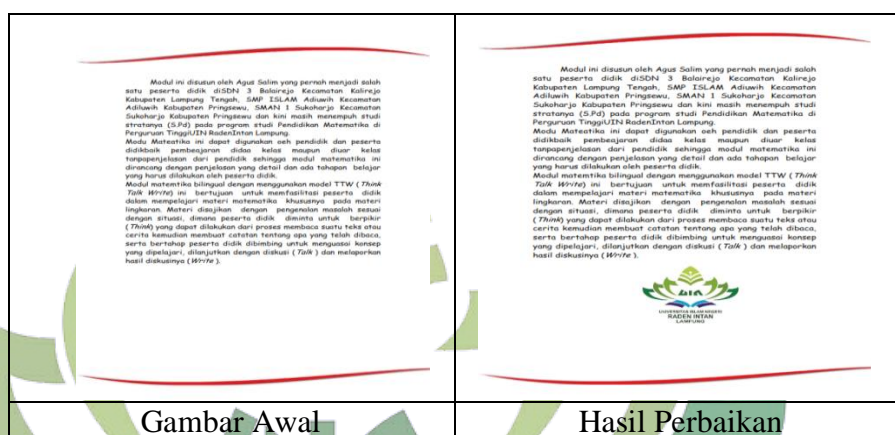 Modul ini disusun oleh Agus Salim yang pernah menjadi salah
satu peserta didik diSDN 3 Balairejo Kecamatan Kalirejo
Kabupaten Lampung Tengah, SMP ISLAM Adiuwih Kecamatan
Adiluwih Kabupaten Pringsewu, SMAN 1 Sukoharjo Kecamatan
Sukoharjo Kabupaten Pringsewu dan kini masih menempuh studi
stratanya (S.Pd) pada program studi Pendidikan Matematika di
Perguruan TinggiUIN RadenIntan Lampung.
Modu Mateatika ini dapat digunakan oeh pendidik dan peserta
didikbaik pembeajaran didaa kelas maupun diuar kelas
tanpapenjelasan dari pendidik sehingga modul matematika ini
dirancang dengan penjelasan yang detail dan ada tahapan belajar
yang harus dilakukan oleh peserta didik.
Modul matemtika bilingual dengan menggunakan model TTW (Think
Talk Write) ini bertujuan untuk memfasilitasi peserta didik
dalam mempelajari materi matematika khususnya pada materi
lingkaran. Materi disajikan dengan pengenalan masalah sesuai
dengan situasi, dimana peserta didik diminta untuk berpikir
(Think) yang dapat dilakukan dari proses membaca suatu teks atau
cerita kemudian membuat catatan tentang apa yang telah dibaca,
serta bertahap peserta didik dibimbing untuk menguasai konsep
yang dipelajari, dilanjutkan dengan diskusi (Talk) dan melaporkan
hasil diskusinya (Write).
Gambar Awal
Modul ini disusun oleh Agus Salim yang pernah menjadi salah
satu peserta didik diSDN 3 Balairejo Kecamatan Kalirejo
Kabupaten Lampung Tengah, SMP ISLAM Adiuwih Kecamatan
Adiluwih Kabupaten Pringsewu, SMAN 1 Sukoharjo Kecamatan
Sukoharjo Kabupaten Pringsewu dan kini masih menempuh studi
stratanya (S.Pd) pada program studi Pendidikan Matematika di
Perguruan TinggiUIN RadenIntan Lampung.
Modu Mateatika ini dapat digunakan oeh pendidik dan peserta
didikbaik pembeajaran didaa kelas maupun diuar kelas
tanpapenjelasan dari pendidik sehingga modul matematika ini
dirancang dengan penjelasan yang detail dan ada tahapan belajar
yang harus dilakukan oleh peserta didik.
Modul matemtika bilingual dengan menggunakan model TTW (Think
Talk Write) ini bertujuan untuk memfasilitasi peserta didik
dalam mempelajari materi matematika khususnya pada materi
lingkaran. Materi disajikan dengan pengenalan masalah sesuai
dengan situasi, dimana peserta didik diminta untuk berpikir
(Think) yang dapat dilakukan dari proses membaca suatu teks atau
cerita kemudian membuat catatan tentang apa yang telah dibaca,
serta bertahap peserta didik dibimbing untuk menguasai konsep
yang dipelajari, dilanjutkan dengan diskusi (Talk) dan melaporkan
hasil diskusinya (Write).
UNIVERSITAS ISLAM NEGERI
RADEN INTAN
LAMPUNG
Hasil Perbaikan